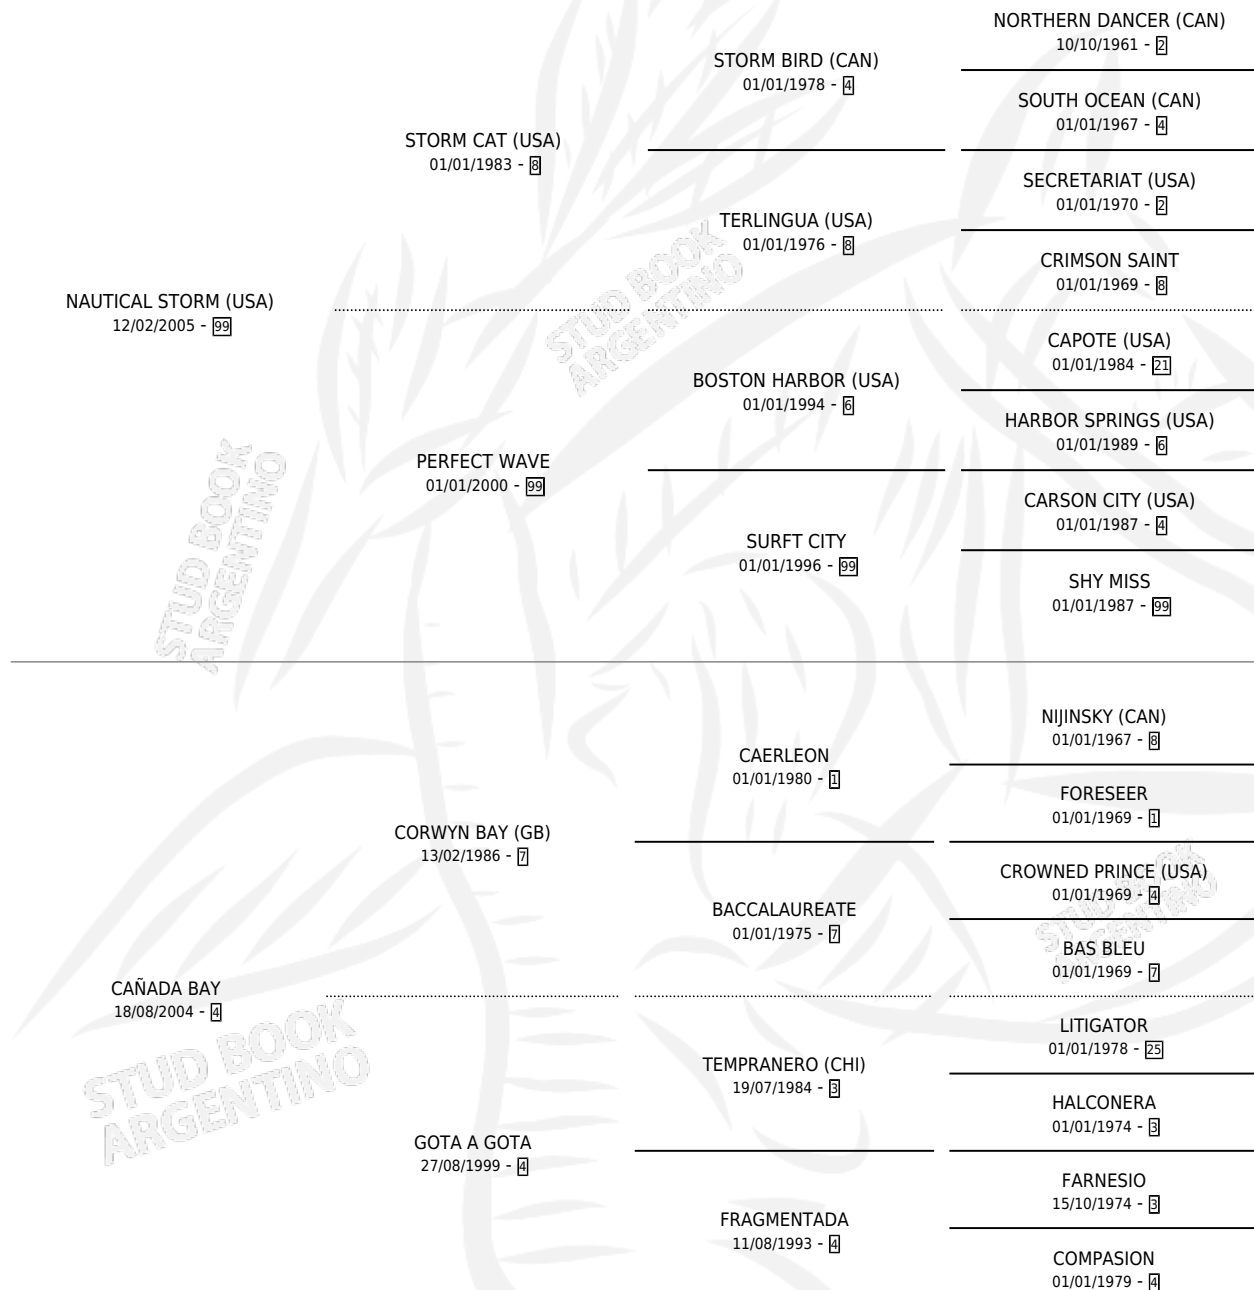 NORTHERN DANCER (CAN)
10/10/1961 - 2
STORM BIRD (CAN)
01/01/1978 - 4
SOUTH OCEAN (CAN)
01/01/1967 - 4
STORM CAT (USA)
01/01/1983 - 8
SECRETARIAT (USA)
01/01/1970 - 2
TERLINGUA (USA)
01/01/1976 - 8
CRIMSON SAINT
01/01/1969 - 8
NAUTICAL STORM (USA)
12/02/2005 - 99
CAPOTE (USA)
01/01/1984 - 21
BOSTON HARBOR (USA)
01/01/1994 - 6
HARBOR SPRINGS (USA)
01/01/1989 - 6
PERFECT WAVE
01/01/2000 - 99
CARSON CITY (USA)
01/01/1987 - 4
SURFT CITY
01/01/1996 - 99
SHY MISS
01/01/1987 - 99
STUD BOOK
ARGENTINO
STUD BOOK
ARGENTINO
NIJINSKY (CAN)
01/01/1967 - 8
CAERLEON
01/01/1980 - 1
FORESEER
01/01/1969 - 1
CORWYN BAY (GB)
13/02/1986 - 7
CROWNED PRINCE (USA)
01/01/1969 - 4
BACCALAUREATE
01/01/1975 - 7
BAS BLEU
01/01/1969 - 7
CAÑADA BAY
18/08/2004 - 4
LITIGATOR
01/01/1978 - 25
TEMPRANERO (CHI)
19/07/1984 - 3
HALCONERA
01/01/1974 - 3
GOTA A GOTA
27/08/1999 - 4
FARNESIO
15/10/1974 - 3
FRAGMENTADA
11/08/1993 - 4
COMPASION
01/01/1979 - 4
STUD BOOK
ARGENTINO
STUD BOOK
ARGENTINO